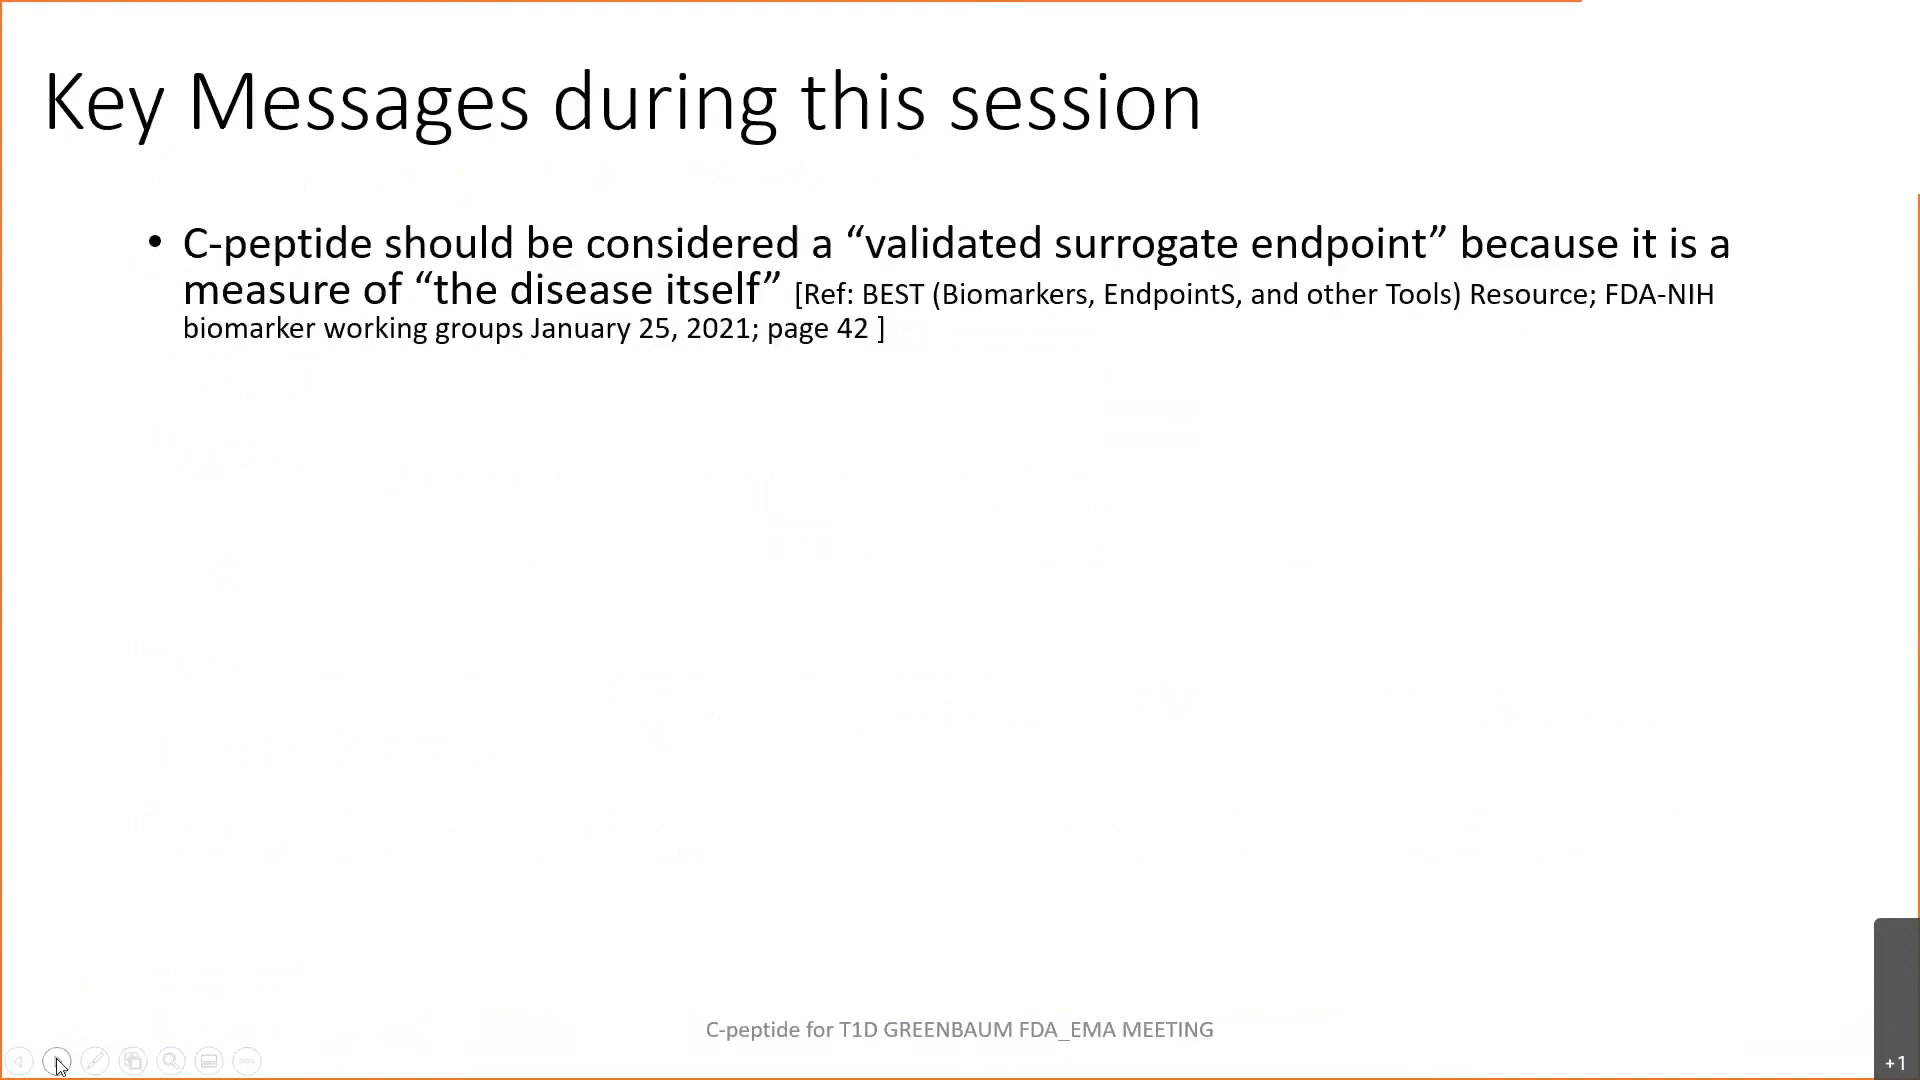 Key Messages during this session
• C-peptide should be considered a “validated surrogate endpoint” because it is a
measure of “the disease itself” [Ref: BEST (Biomarkers, EndpointS, and other Tools) Resource; FDA-NIH
biomarker working groups January 25, 2021; page 42 ]
C-peptide for T1D GREENBAUM FDA_EMA MEETING
+1